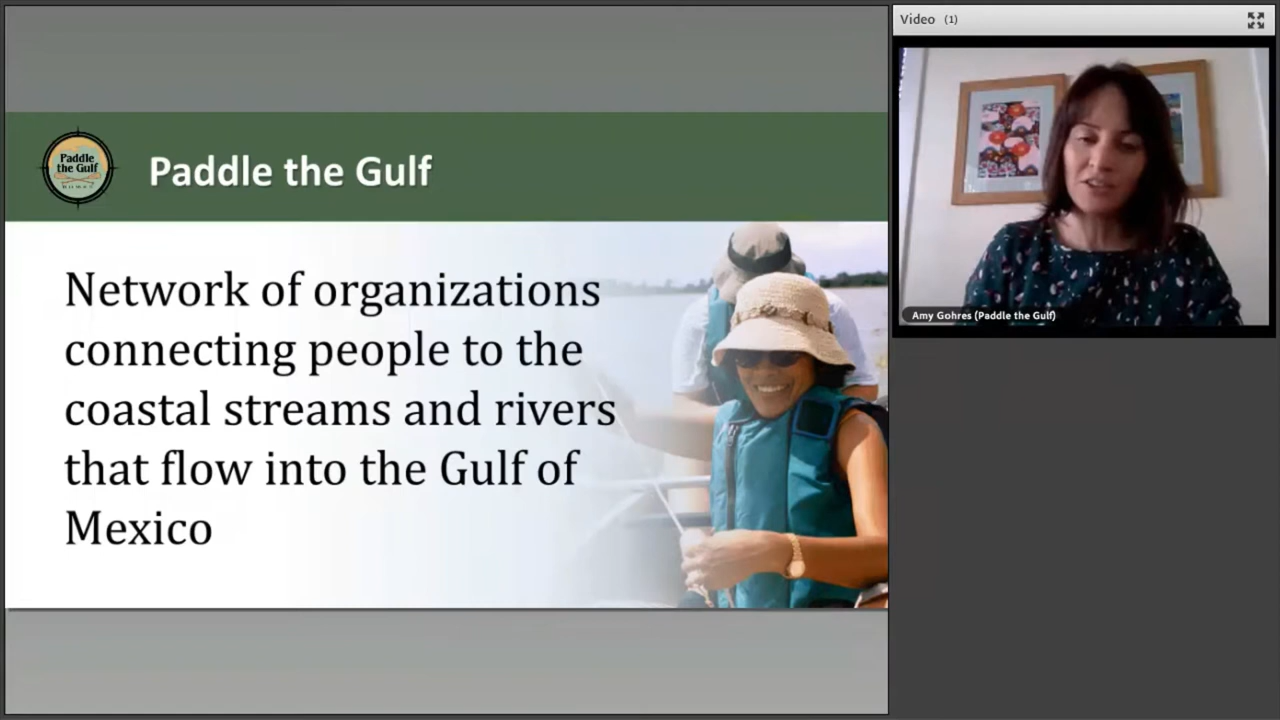 Paddle
the Gulf
Paddle the Gulf
Network of organizations
connecting people to the
coastal streams and rivers
that flow into the Gulf of
Mexico
Video (1)
Amy Gohres (Paddle the Gulf)